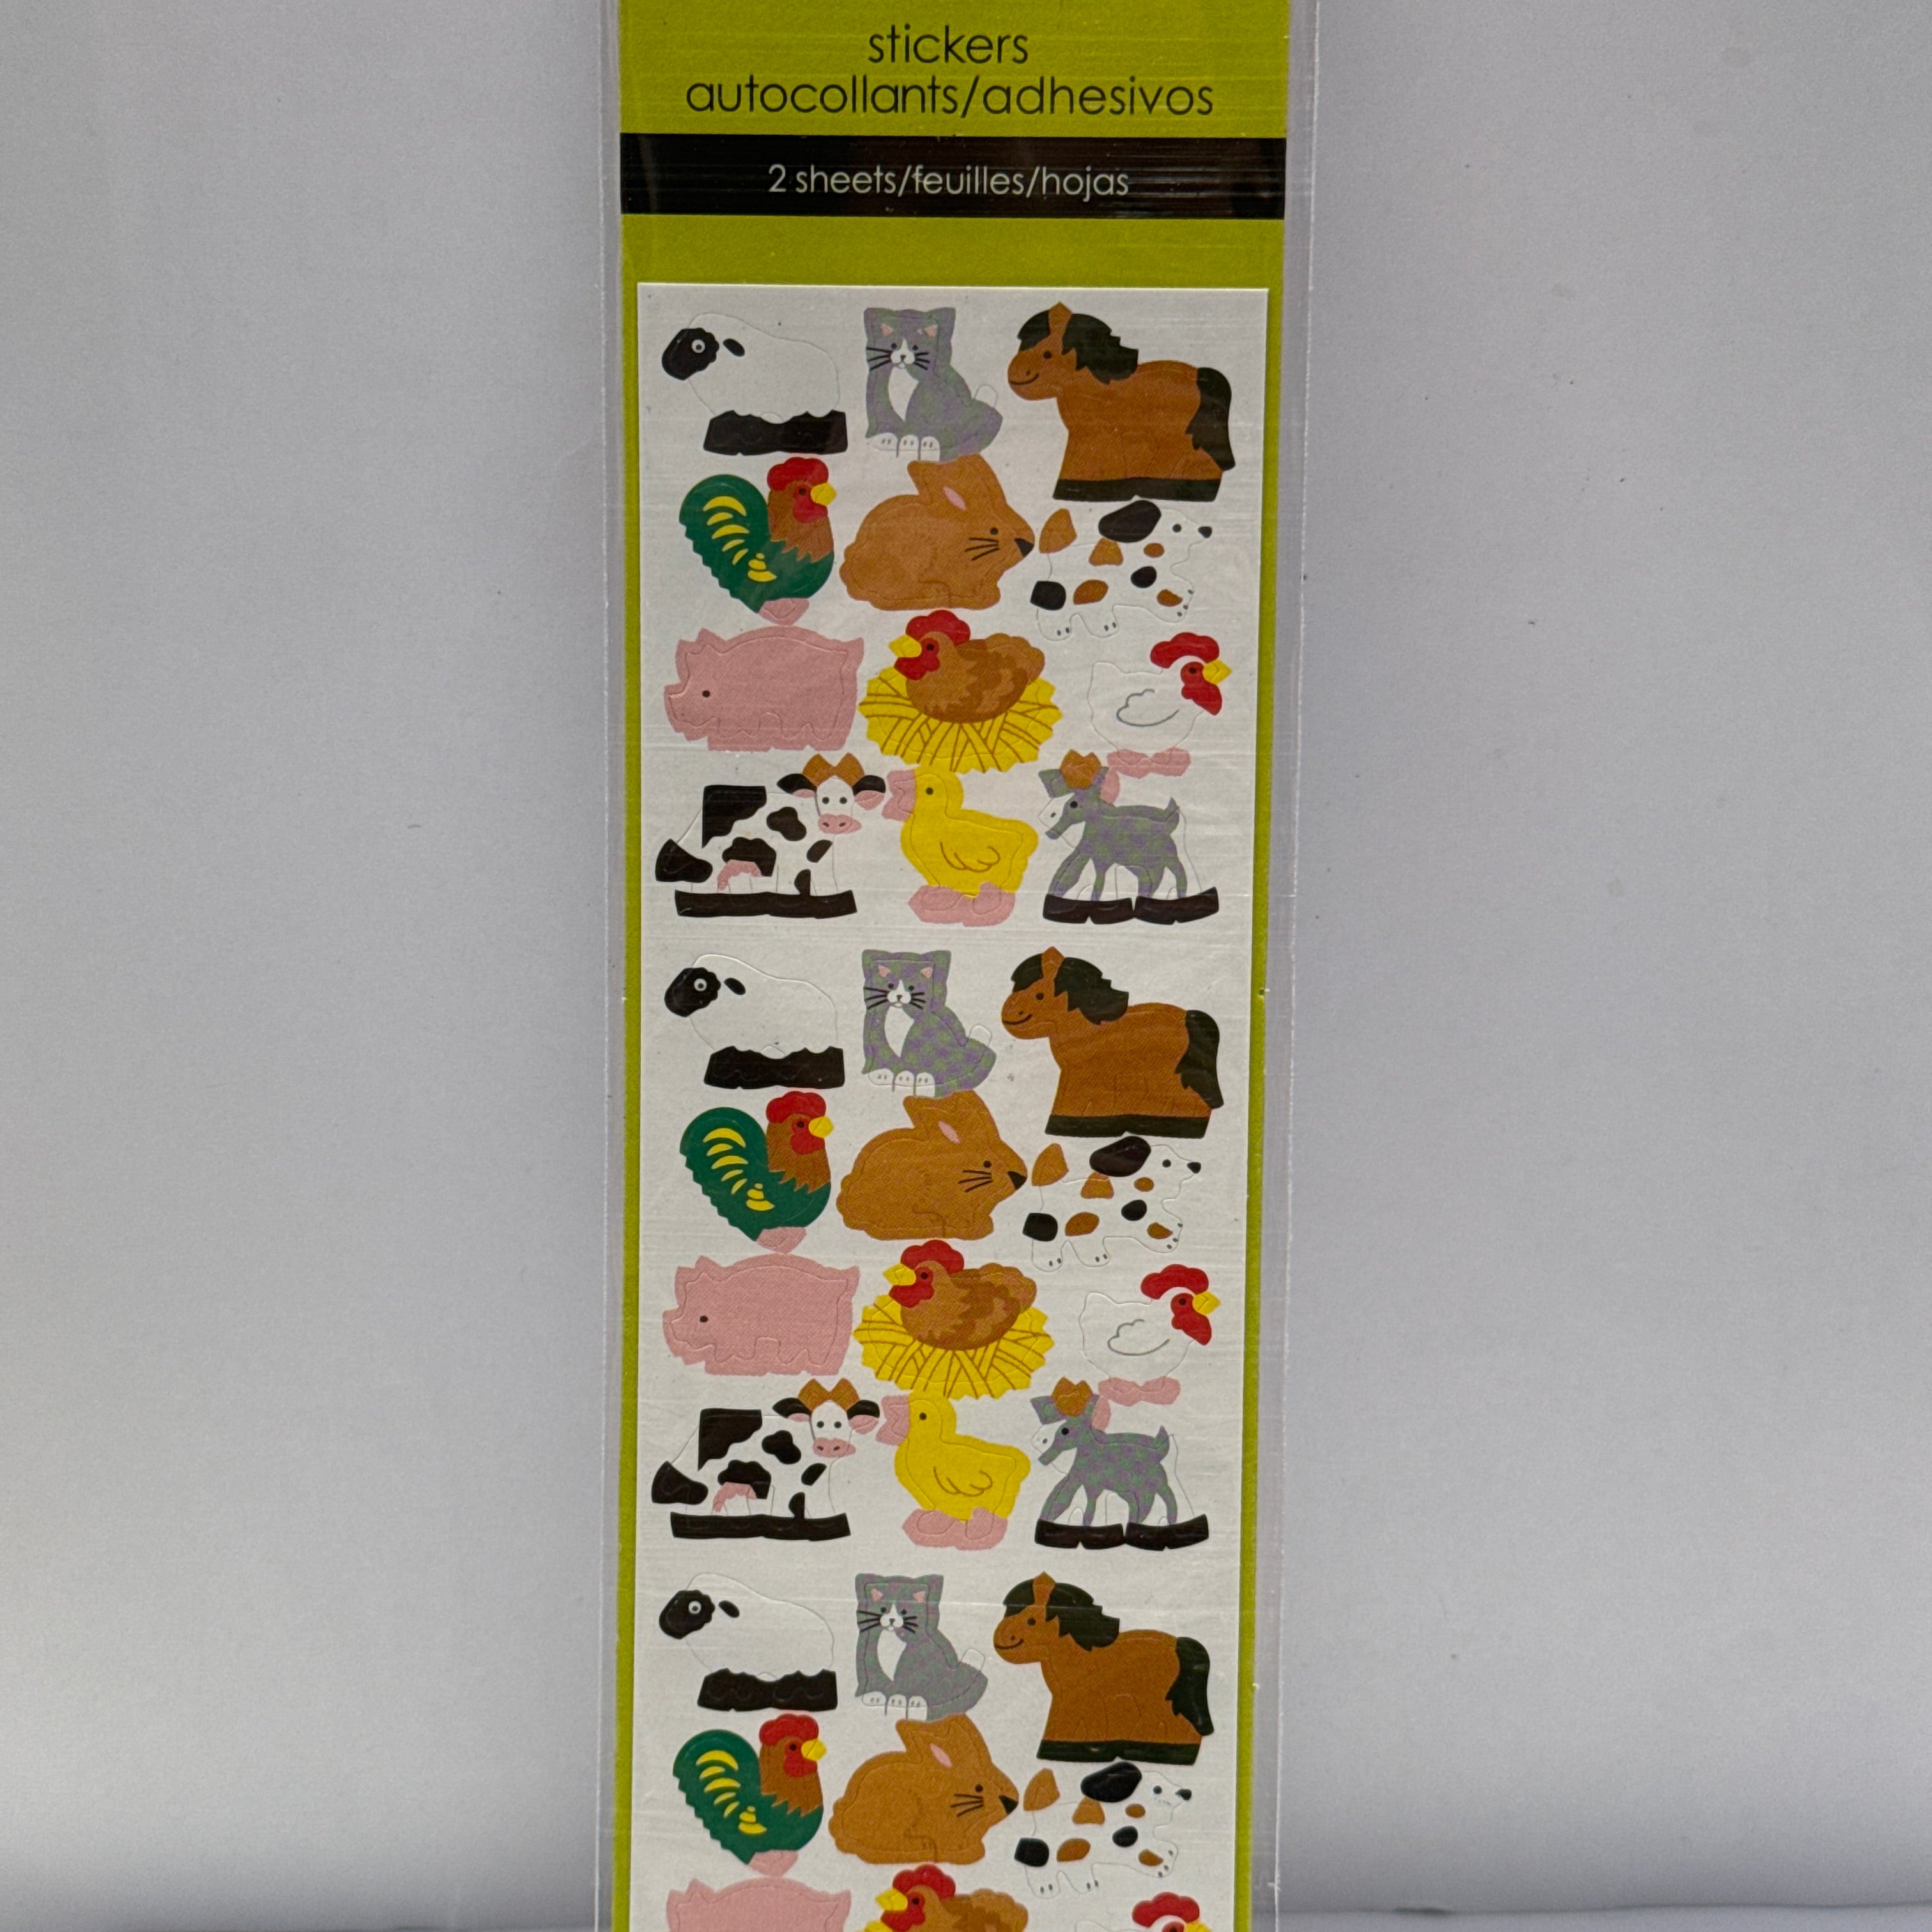 stickers
autocollants/adhesivos
2 sheets/feuilles/hojas